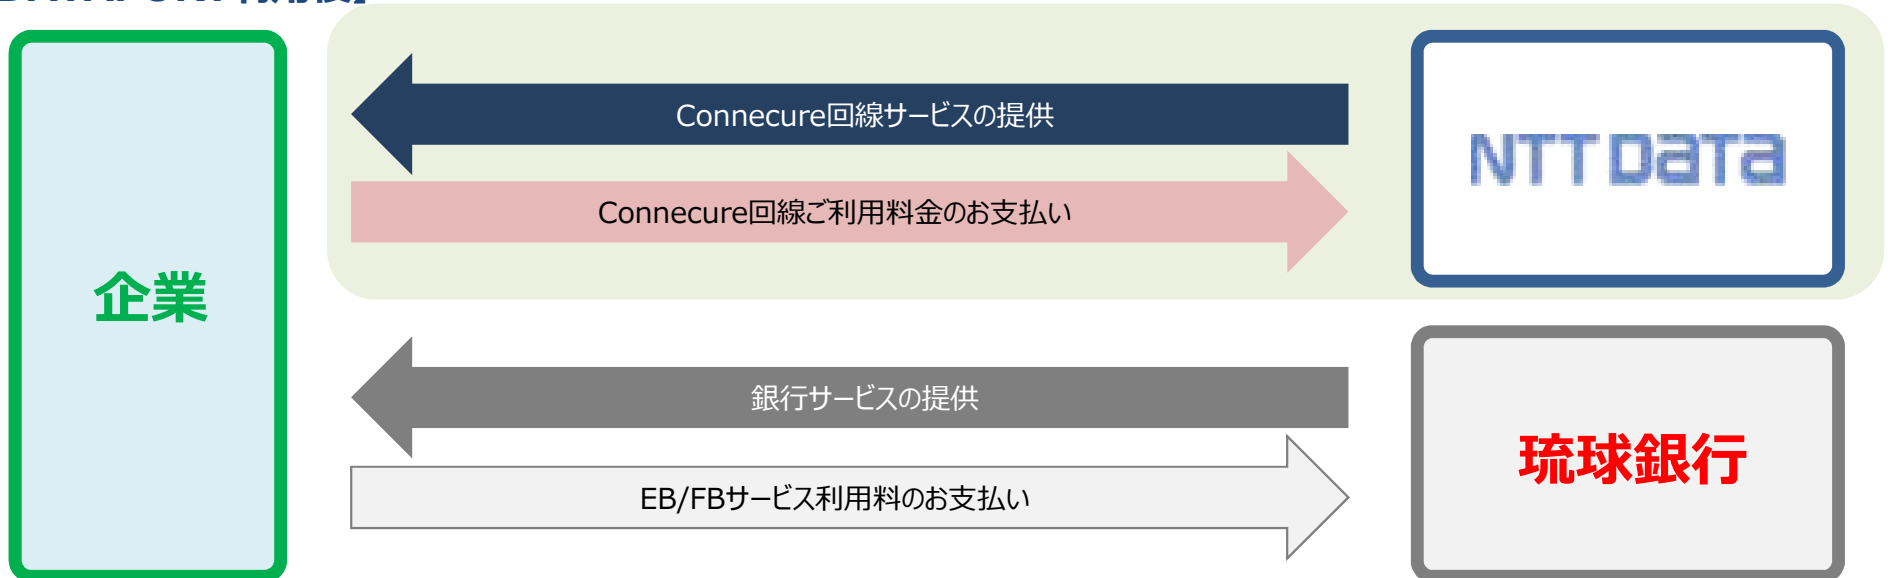 Connecure回線サービスの提供
NTT DaTa
Connecure回線ご利用料金のお支払い
企業
銀行サービスの提供
琉球銀行
EB/FBサービス利用料のお支払い